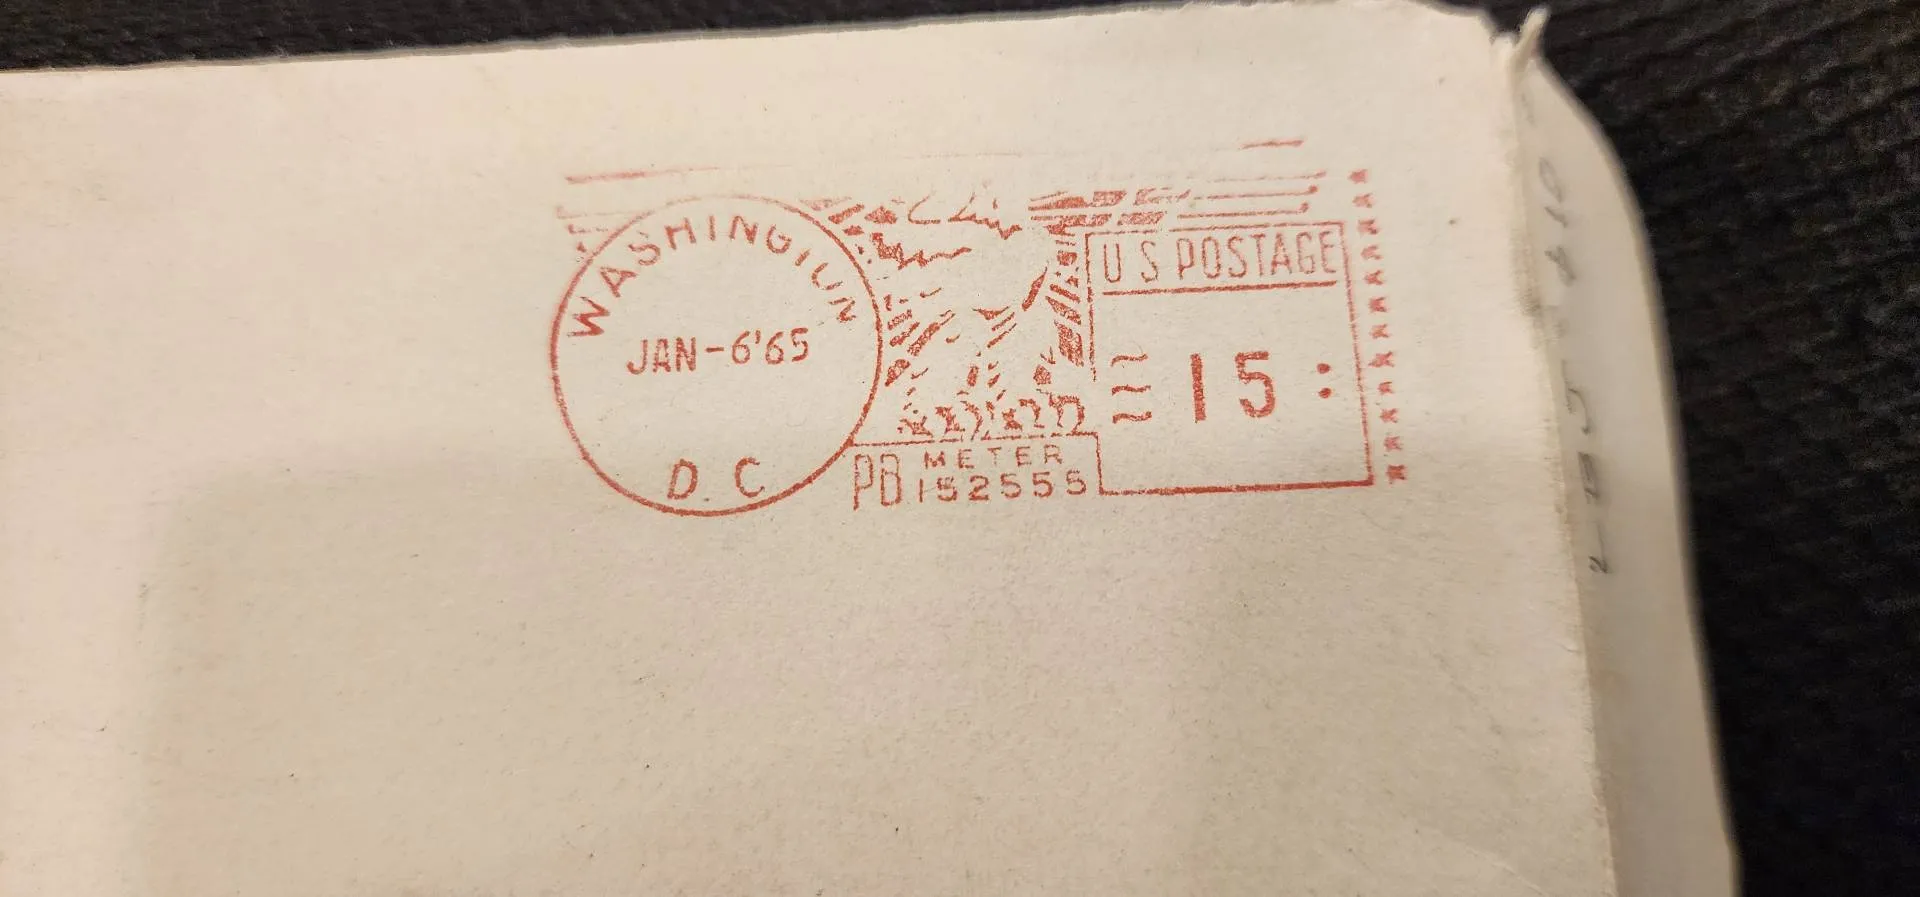 WASHINGTON
JAN-6'65
D. C
U S POSTAGE
15
PB METER
152555